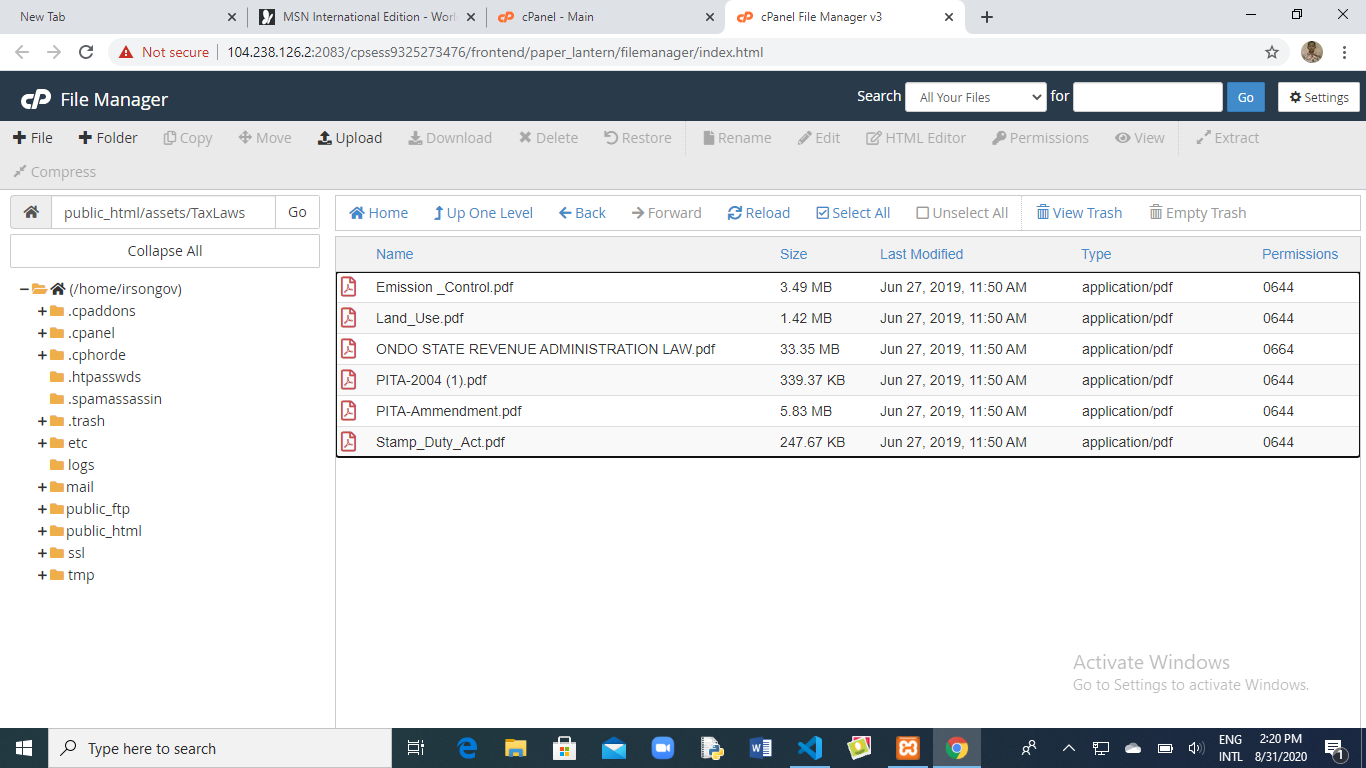 New Tab
MSN International Edition - Worl
cPanel - Main
cPanel File Manager v3
Not secure
104.238.126.2:2083/cpsess9325273476/frontend/paper_lantern/filemanager/index.html
cP File Manager
Search All Your Files for Go Settings
File Folder Copy Move Upload Download Delete Restore Rename Edit HTML Editor Permissions View Extract
Compress
public_html/assets/TaxLaws Go
Home Up One Level Back Forward Reload Select All Unselect All View Trash Empty Trash
Collapse All
(/home/irsongov)
.cpaddons
.cpanel
.cphorde
.htpasswds
.spamassassin
.trash
etc
logs
mail
public_ftp
public_html
ssl
tmp
Name Size Last Modified Type Permissions
Emission _Control.pdf 3.49 MB Jun 27, 2019, 11:50 AM application/pdf 0644
Land_Use.pdf 1.42 MB Jun 27, 2019, 11:50 AM application/pdf 0644
ONDO STATE REVENUE ADMINISTRATION LAW.pdf 33.35 MB Jun 27, 2019, 11:50 AM application/pdf 0664
PITA-2004 (1).pdf 339.37 KB Jun 27, 2019, 11:50 AM application/pdf 0644
PITA-Ammendment.pdf 5.83 MB Jun 27, 2019, 11:50 AM application/pdf 0644
Stamp_Duty_Act.pdf 247.67 KB Jun 27, 2019, 11:50 AM application/pdf 0644
Activate Windows
Go to Settings to activate Windows.
Type here to search
ENG
INTL
2:20 PM
8/31/2020
1